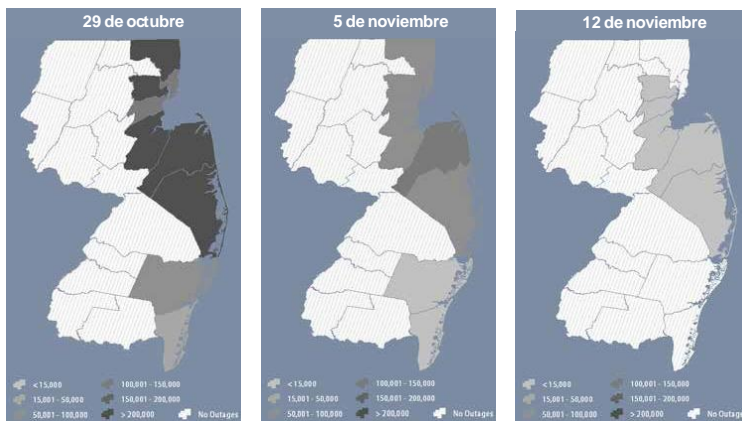 29 de octubre
5 de noviembre
12 de noviembre
< 15,000
100,001 - 150,000
15,001 - 50,000
150,001 - 200,000
50,001 - 100,000
> 200,000
No Outages
< 15,000
100,001 - 150,000
15,001 - 50,000
150,001 - 200,000
50,001 - 100,000
> 200,000
No Outages
< 15,000
100,001 - 150,000
15,001 - 50,000
150,001 - 200,000
50,001 - 100,000
> 200,000
No Outages